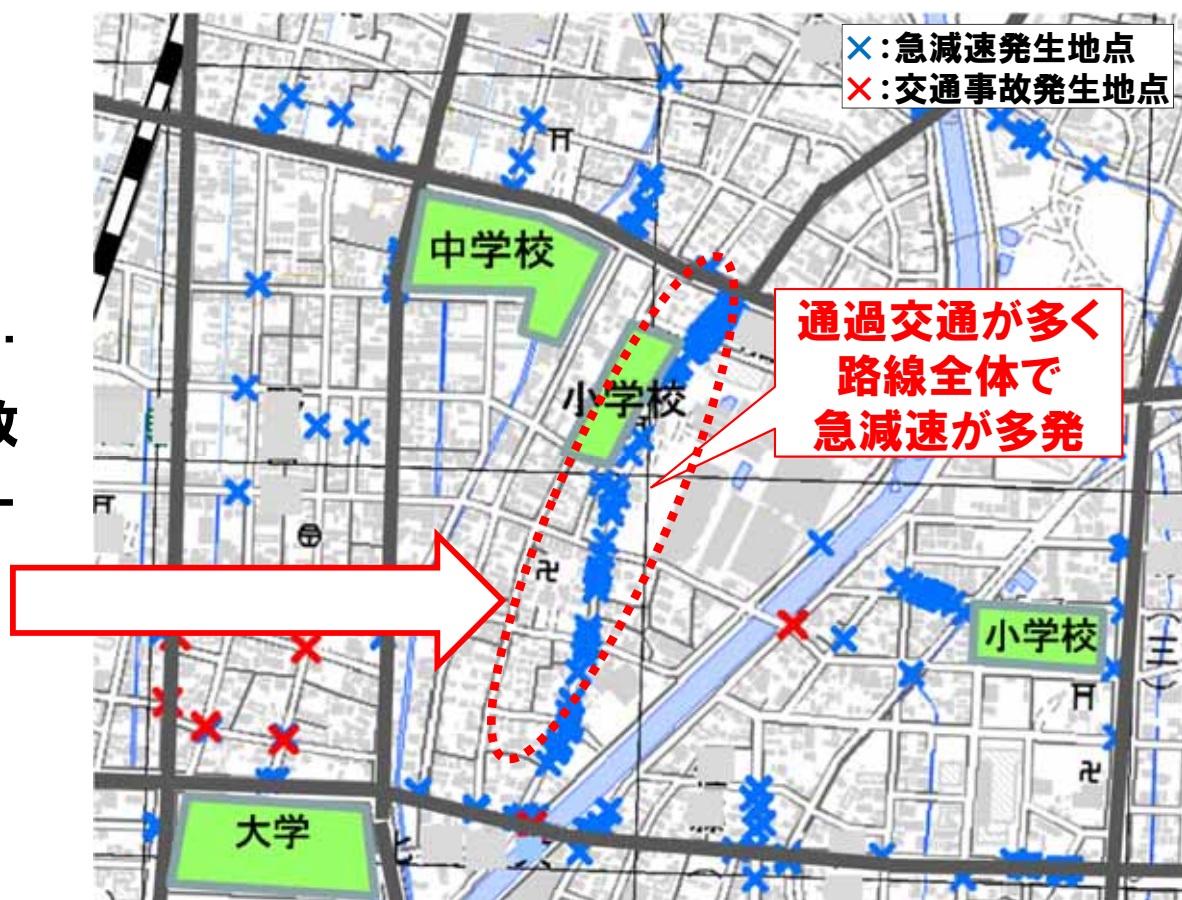 ×:急減速発生地点
×:交通事故発生地点
中学校
通過交通が多く
路線全体で
急減速が多発
小学校
小学校
大学